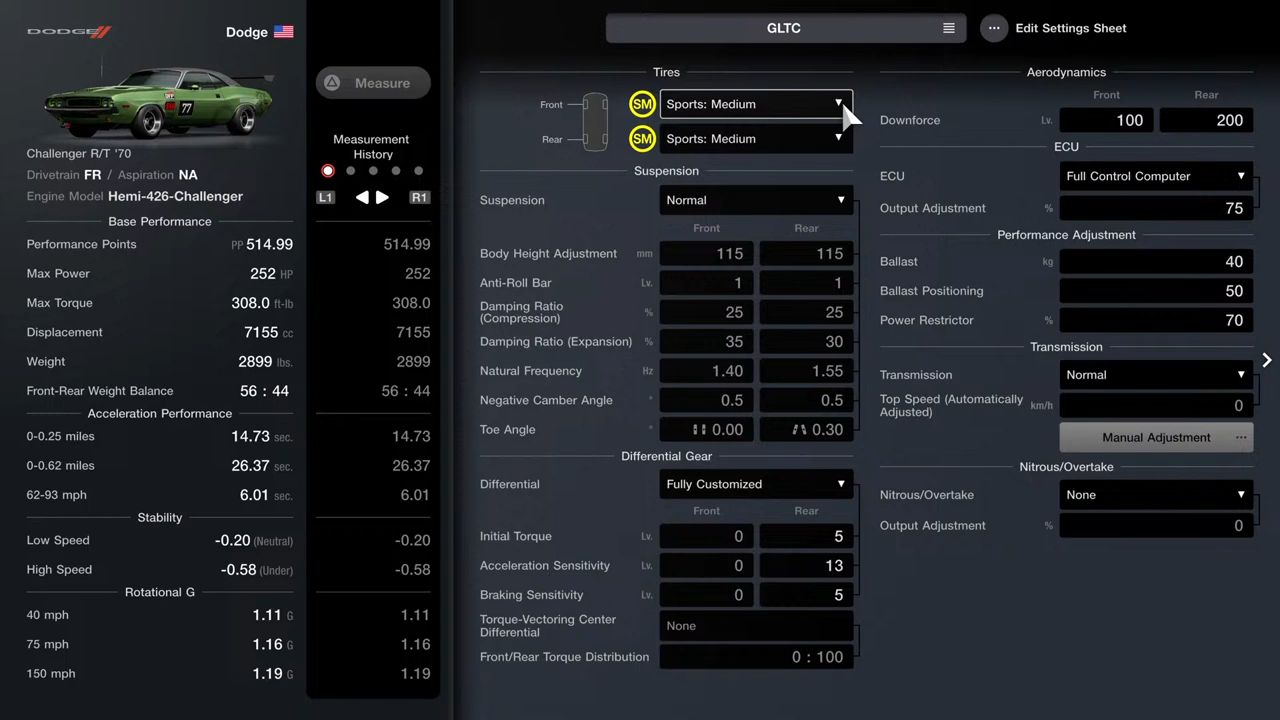 DODGE
Dodge
77
Challenger R/T '70
Drivetrain FR / Aspiration NA
Engine Model Hemi-426-Challenger
Base Performance
Performance Points PP 514.99
Max Power 252 HP
Max Torque 308.0 ft-lb
Displacement 7155 cc
Weight 2899 lbs.
Front-Rear Weight Balance 56 : 44
Acceleration Performance
0-0.25 miles 14.73 sec.
0-0.62 miles 26.37 sec.
62-93 mph 6.01 sec.
Stability
Low Speed -0.20 (Neutral)
High Speed -0.58 (Under)
Rotational G
40 mph 1.11 G
75 mph 1.16 G
150 mph 1.19 G
Measure
Measurement
History
L1 R1
514.99
252
308.0
7155
2899
56 : 44
14.73
26.37
6.01
-0.20
-0.58
1.11
1.16
1.19
GLTC
Edit Settings Sheet
Tires
Front SM Sports: Medium
Rear SM Sports: Medium
Suspension
Suspension Normal
Front Rear
Body Height Adjustment mm 115 115
Anti-Roll Bar Lv. 1 1
Damping Ratio
(Compression) % 25 25
Damping Ratio (Expansion) % 35 30
Natural Frequency Hz 1.40 1.55
Negative Camber Angle ° 0.5 0.5
Toe Angle ° 0.00 0.30
Differential Gear
Differential Fully Customized
Front Rear
Initial Torque Lv. 0 5
Acceleration Sensitivity Lv. 0 13
Braking Sensitivity Lv. 0 5
Torque-Vectoring Center
Differential None
Front/Rear Torque Distribution 0 : 100
Aerodynamics
Front Rear
Downforce Lv. 100 200
ECU
ECU Full Control Computer
Output Adjustment % 75
Performance Adjustment
Ballast kg 40
Ballast Positioning 50
Power Restrictor % 70
Transmission
Transmission Normal
Top Speed (Automatically
Adjusted) km/h 0
Manual Adjustment
Nitrous/Overtake
Nitrous/Overtake None
Output Adjustment % 0